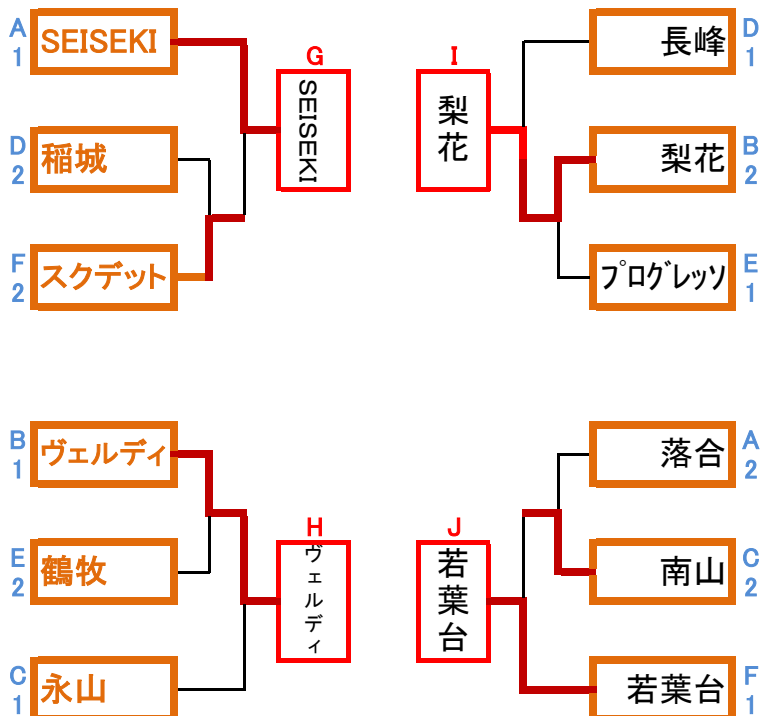 A
1
SEISEKI
D
2
稲城
F
2
スクデット
G
SEISEKI
I
梨花
長峰
D
1
梨花
B
2
プログレッソ
E
1
B
1
ヴェルディ
E
2
鶴牧
C
1
永山
H
ヴェルディ
J
若葉台
落合
A
2
南山
C
2
若葉台
F
1